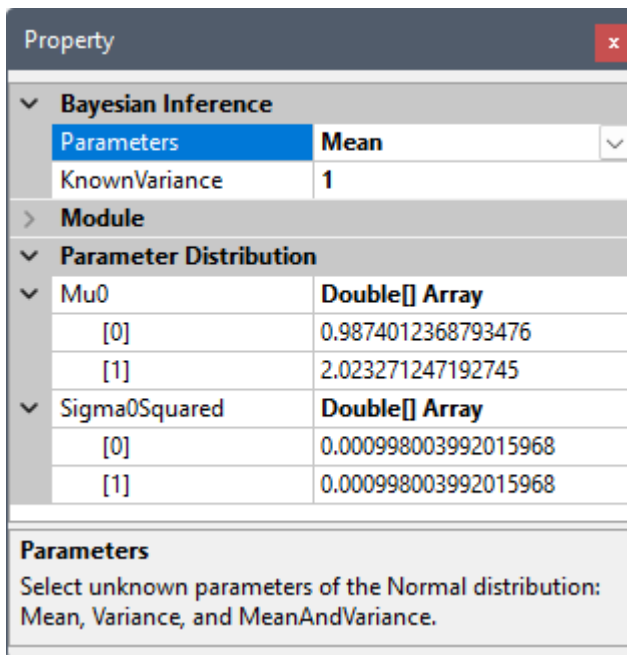 Property
x
Bayesian Inference
Parameters Mean
KnownVariance 1
Module
Parameter Distribution
Mu0 Double[] Array
[0] 0.9874012368793476
[1] 2.023271247192745
Sigma0Squared Double[] Array
[0] 0.000998003992015968
[1] 0.000998003992015968
Parameters
Select unknown parameters of the Normal distribution:
Mean, Variance, and MeanAndVariance.